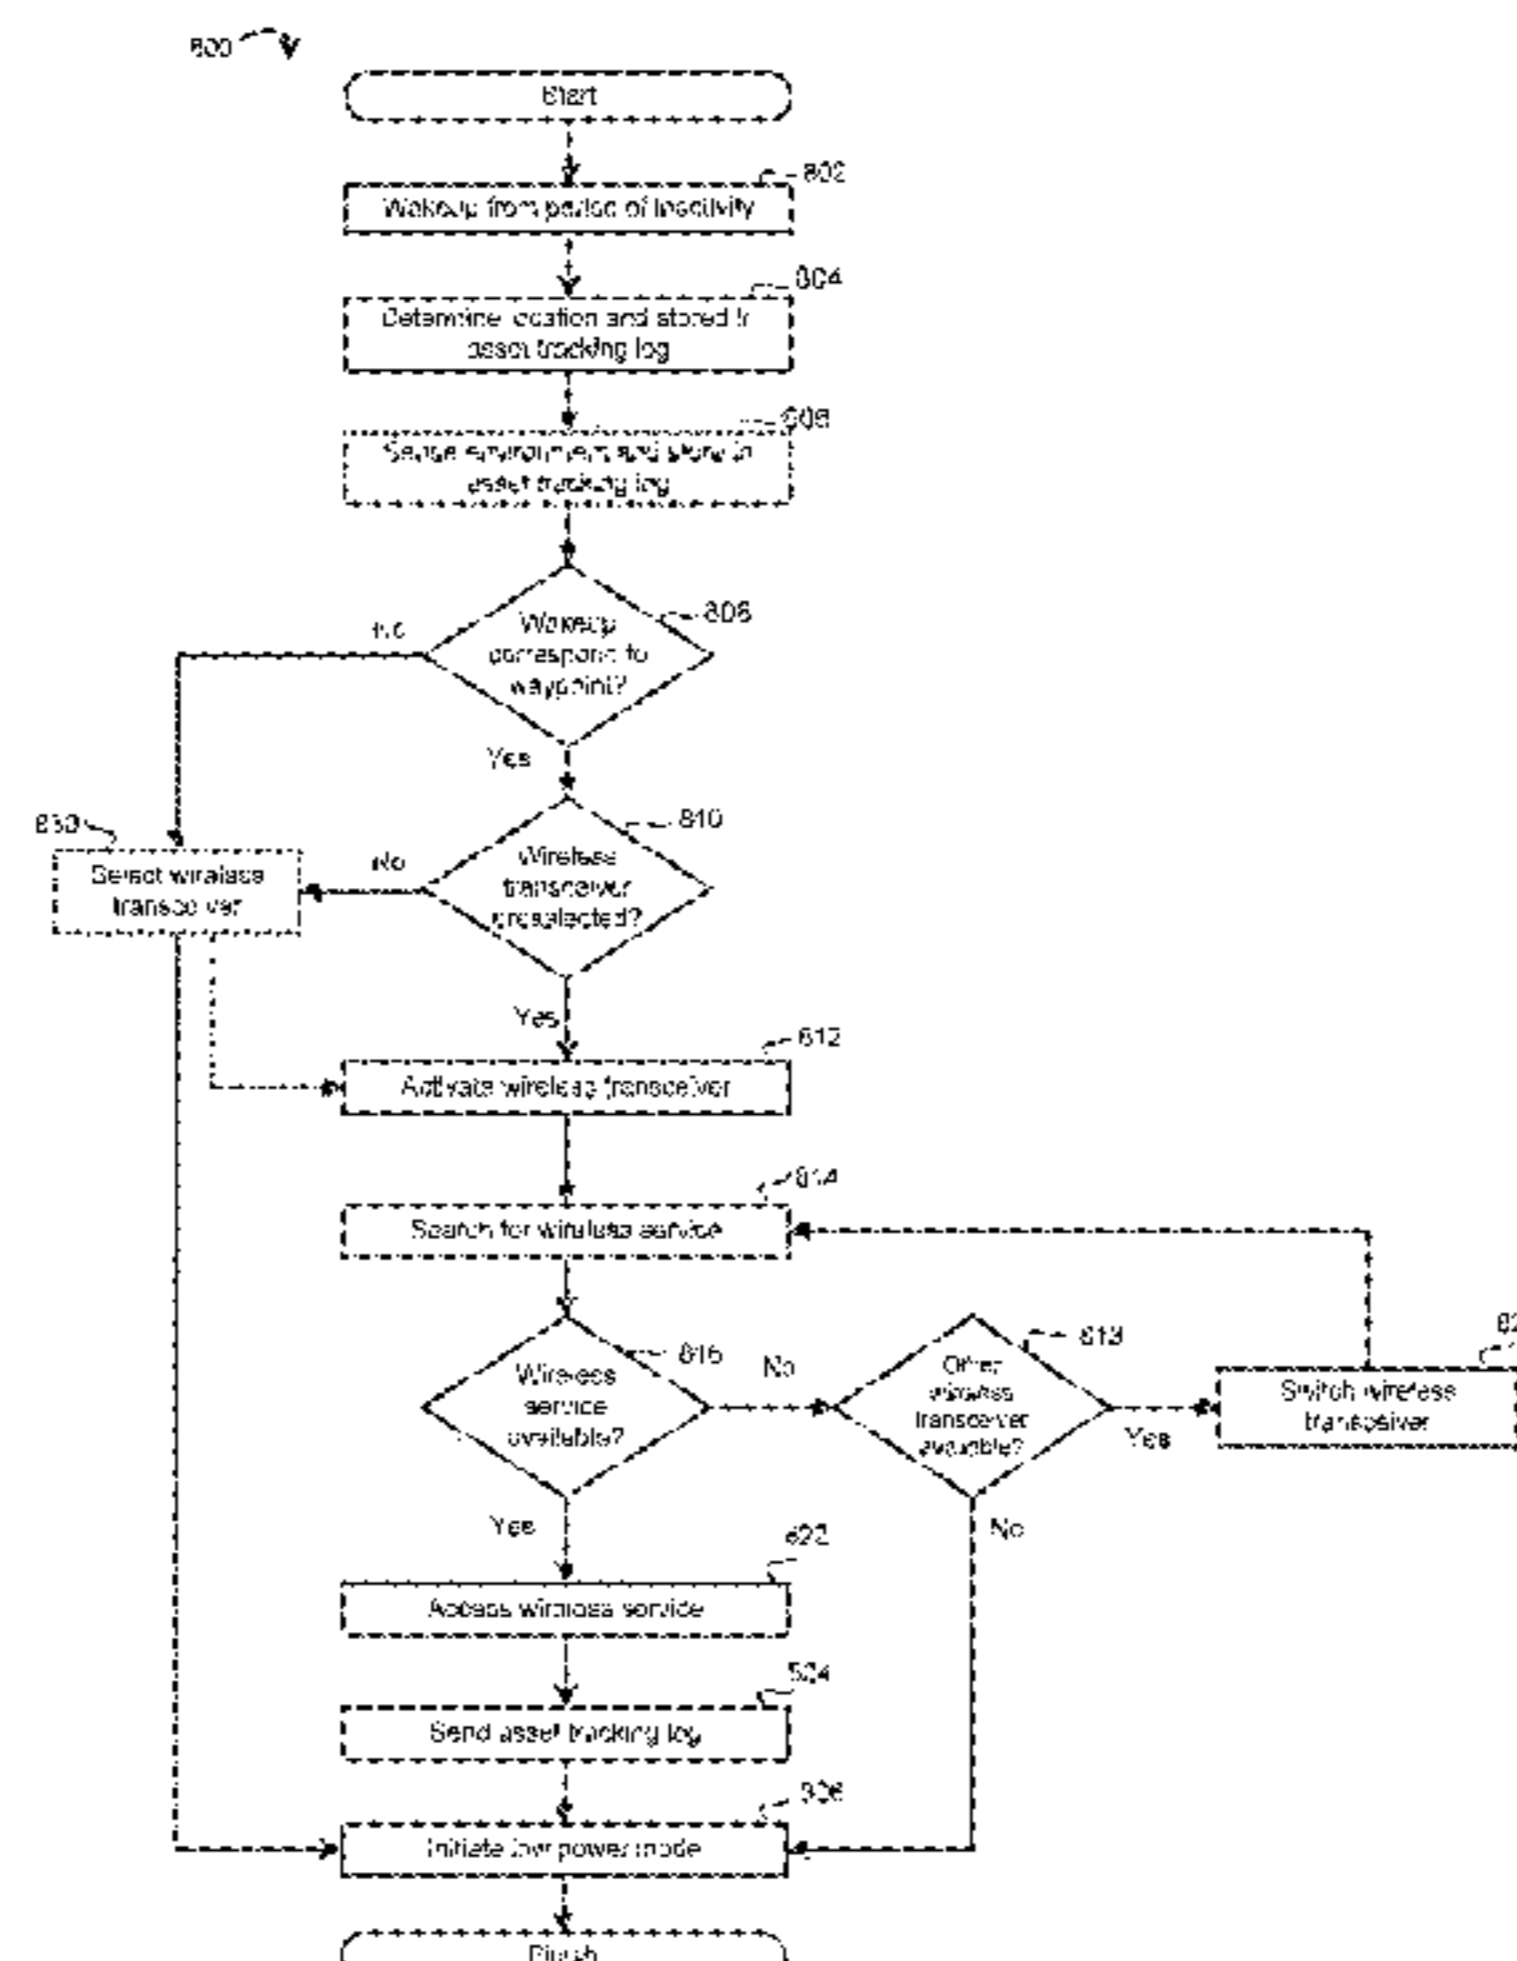 800
Start
802
Wakeup from period of inactivity
804
Determine location and stored in
asset tracking log
806
Sense environment and store in
asset tracking log
808
Wakeup
correspond to
waypoint?
No
Yes
810
Wireless
transceiver
preselected?
No
Yes
830
Select wireless
transceiver
812
Activate wireless transceiver
814
Search for wireless service
816
Wireless
service
available?
No
Yes
818
Other
wireless
transceiver
available?
Yes
No
Switch wireless
transceiver
822
Access wireless service
824
Send asset tracking log
Initiate low power mode
Finish